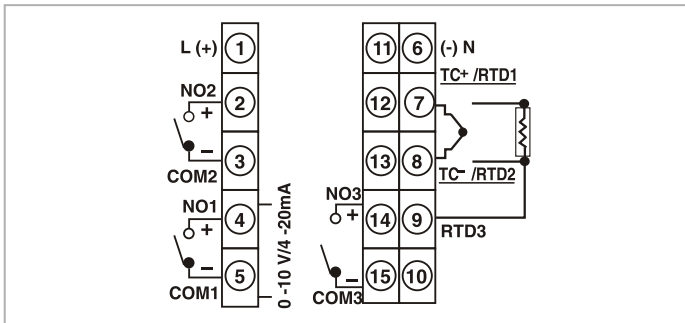 L (+)
1
11
6
(-) N
TC+ /RTD1
NO2
+
2
12
7
−
3
13
8
COM2
TC- /RTD2
NO1
+
4
0 -10 V/4 -20mA
NO3
+
14
9
RTD3
−
5
COM1
−
15
10
COM3